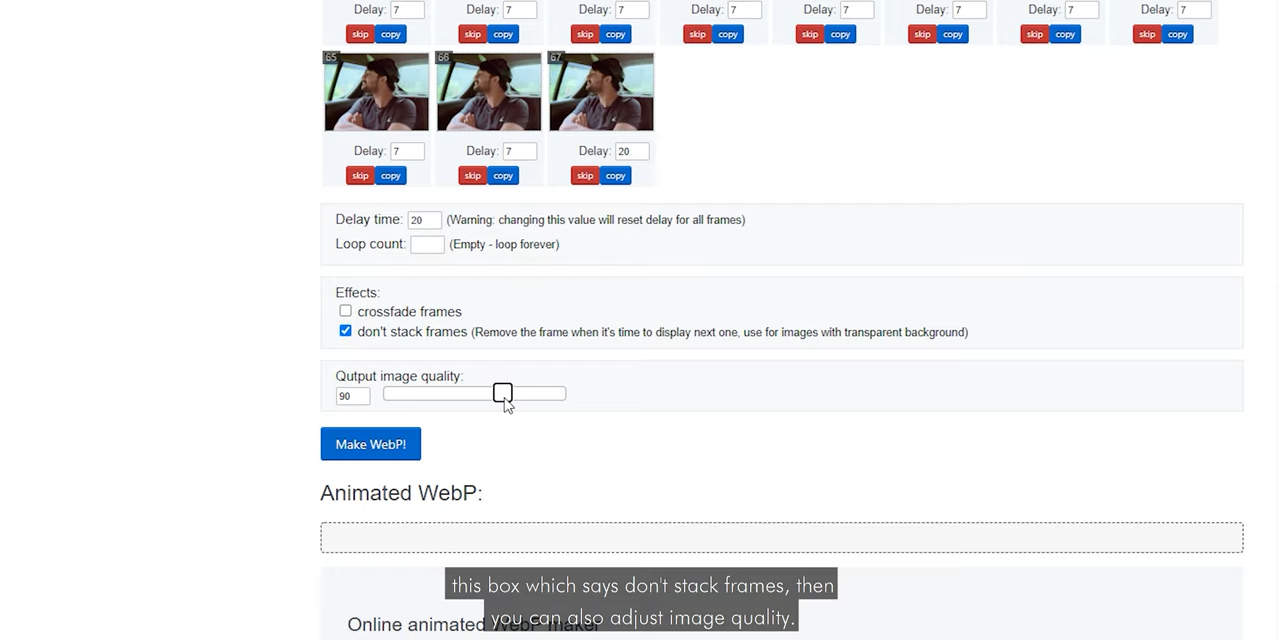 Delay: 7 Delay: 7 Delay: 7 Delay: 7 Delay: 7 Delay: 7 Delay: 7 Delay: 7
skip copy skip copy skip copy skip copy skip copy skip copy skip copy skip copy
65 66 67
Delay: 7 Delay: 7 Delay: 20
skip copy skip copy skip copy
Delay time: 20 (Warning: changing this value will reset delay for all frames)
Loop count: (Empty - loop forever)
Effects:
crossfade frames
don't stack frames (Remove the frame when it's time to display next one, use for images with transparent background)
Qutput image quality:
90
Make WebP!
Animated WebP:
this box which says don't stack frames, then
you can also adjust image quality.
Online animated WebP maker